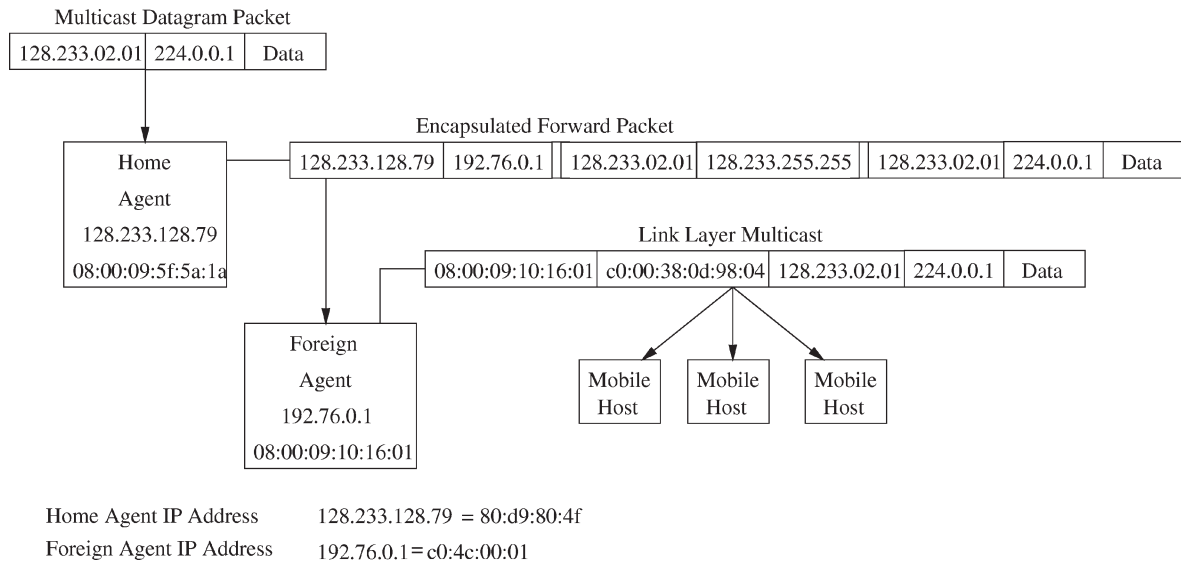 Multicast Datagram Packet
128.233.02.01 224.0.0.1 Data
Encapsulated Forward Packet
128.233.128.79 192.76.0.1 128.233.02.01 128.233.255.255 128.233.02.01 224.0.0.1 Data
Home
Agent
128.233.128.79
08:00:09:5f:5a:1a
Link Layer Multicast
08:00:09:10:16:01 c0:00:38:0d:98:04 128.233.02.01 224.0.0.1 Data
Foreign
Agent
192.76.0.1
08:00:09:10:16:01
Mobile
Host
Mobile
Host
Mobile
Host
Home Agent IP Address 128.233.128.79 = 80:d9:80:4f
Foreign Agent IP Address 192.76.0.1 = c0:4c:00:01